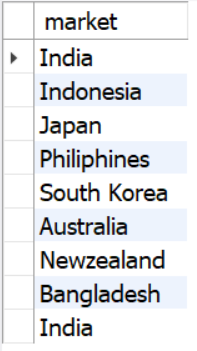 market
India
Indonesia
Japan
Philiphines
South Korea
Australia
Newzealand
Bangladesh
India